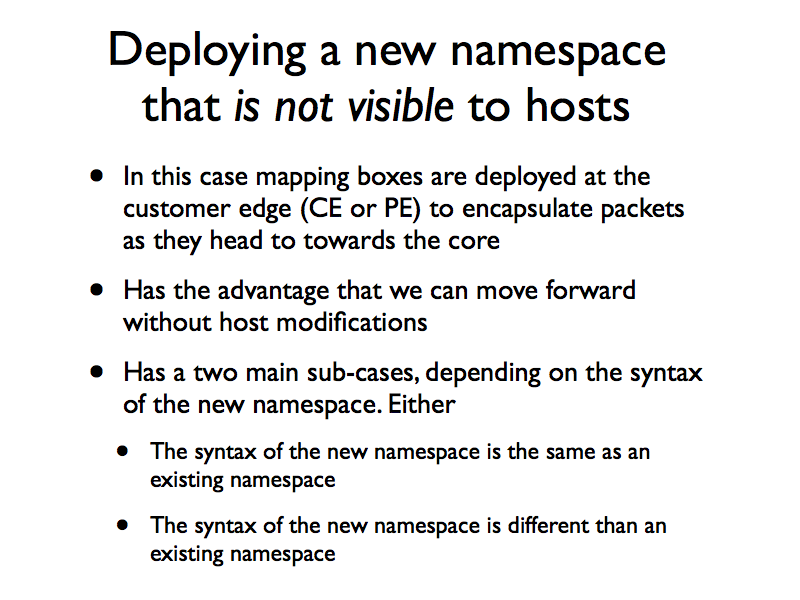 Deploying a new namespace
that is not visible to hosts
• In this case mapping boxes are deployed at the
customer edge (CE or PE) to encapsulate packets
as they head to towards the core
• Has the advantage that we can move forward
without host modifications
• Has a two main sub-cases, depending on the syntax
of the new namespace. Either
• The syntax of the new namespace is the same as an
existing namespace
• The syntax of the new namespace is different than an
existing namespace